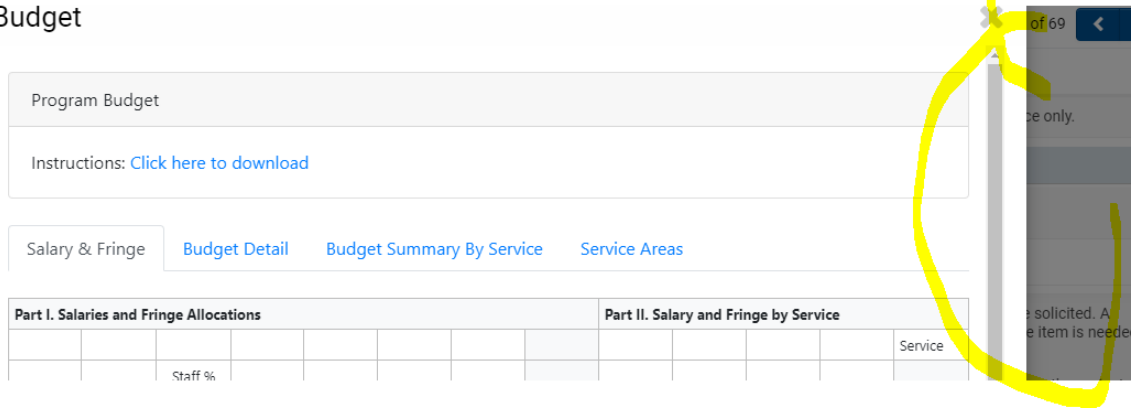 Budget
of 69
Program Budget
ce only.
Instructions: Click here to download
Salary & Fringe Budget Detail Budget Summary By Service Service Areas
Part I. Salaries and Fringe Allocations Part II. Salary and Fringe by Service
solicited. A
e item is neede
Service
Staff %